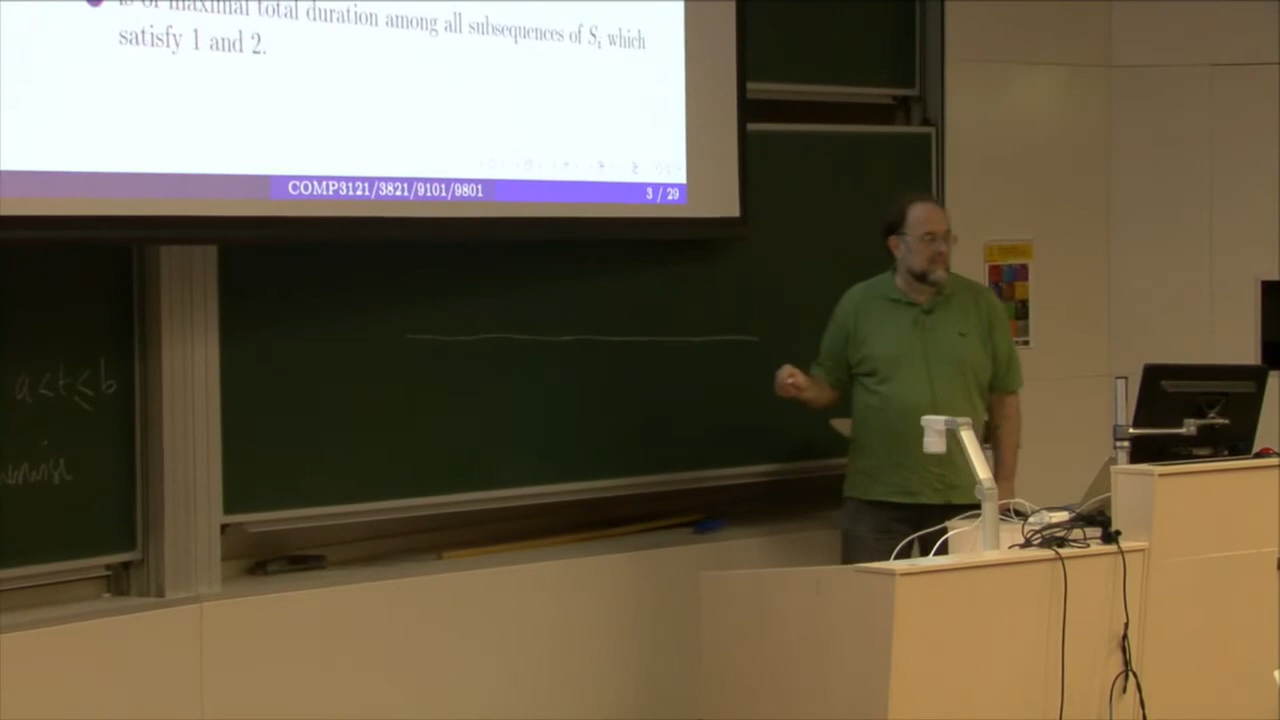 is of maximal total duration among all subsequences of Sᵢ which
satisfy 1 and 2.
COMP3121/3821/9101/9801
3 / 29
a < t ≤ b